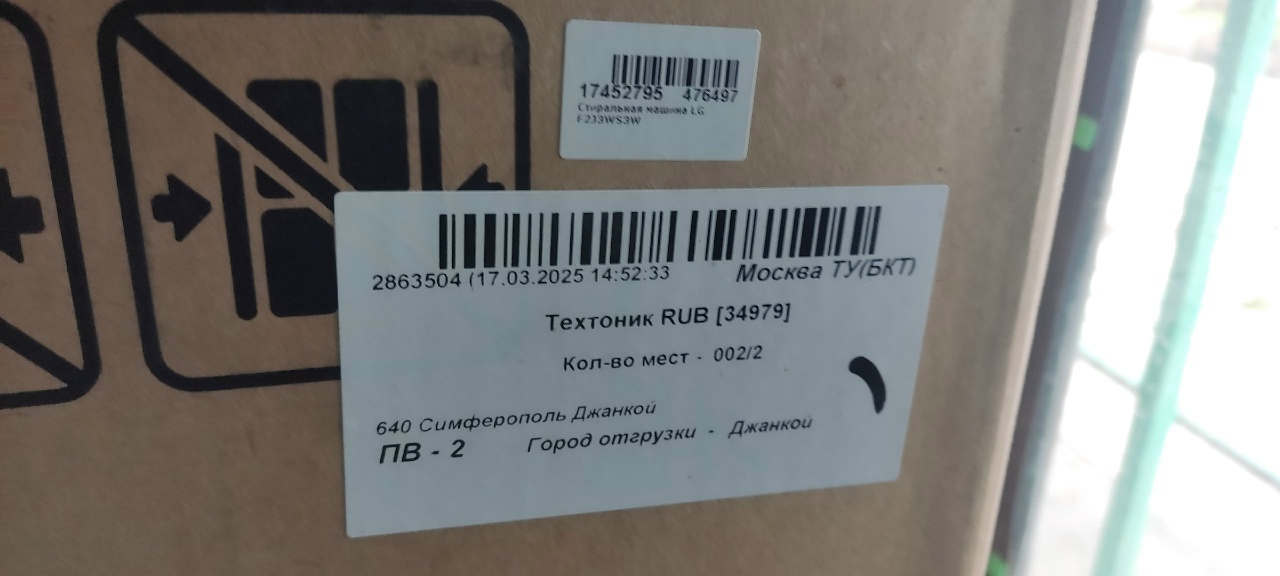 17452795 476497
Стиральная машина LG
F233WS3W
2863504 (17.03.2025 14:52:33 Москва ТУ(БКТ)
Техтоник RUB [34979]
Кол-во мест - 002/2
640 Симферополь Джанкой
ПВ - 2 Город отгрузки - Джанкой